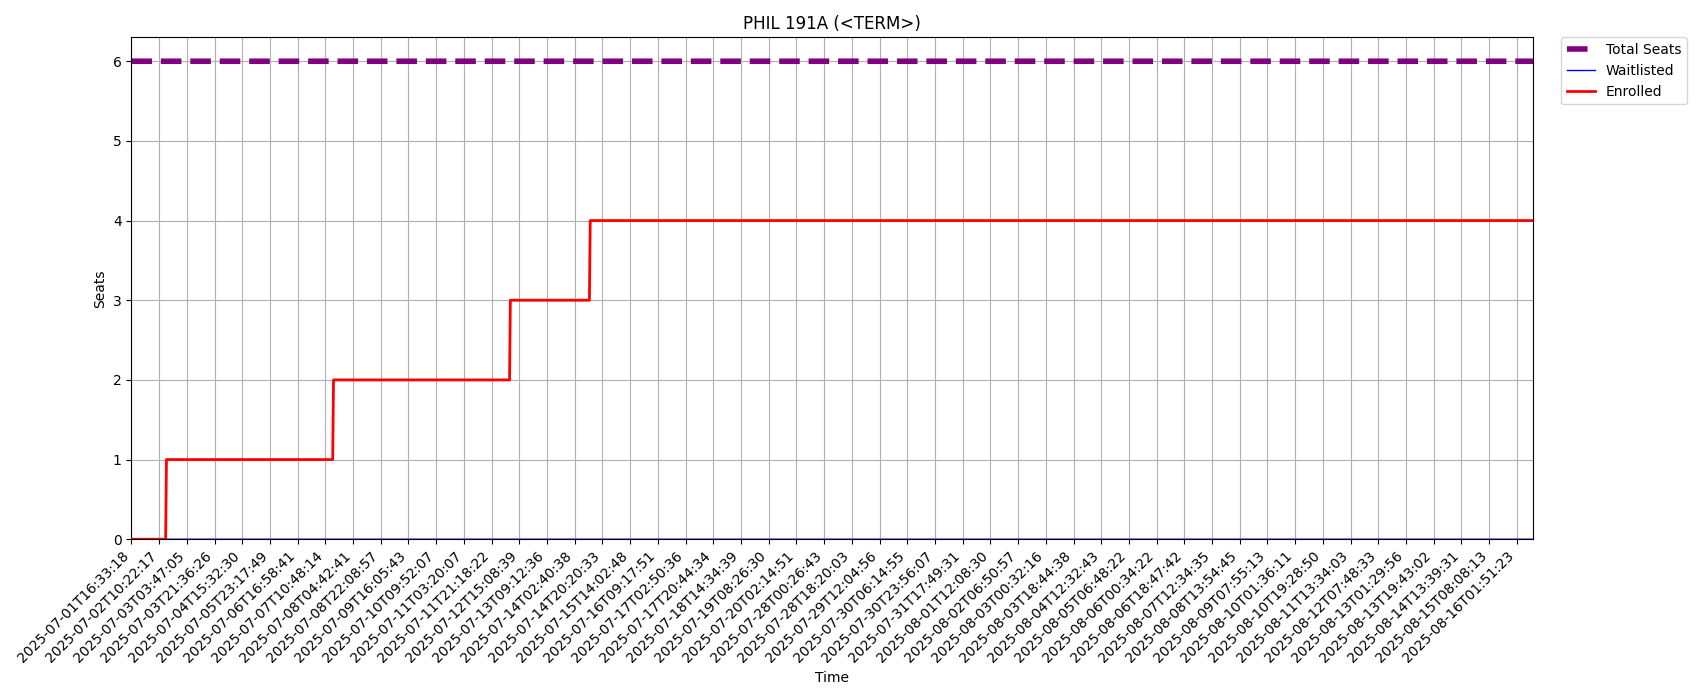 PHIL 191A (<TERM>)
Total Seats
Waitlisted
Enrolled
6
5
4
3
2
1
0
Seats
2025-07-01T16:33:18
2025-07-02T10:22:17
2025-07-03T03:47:05
2025-07-03T21:36:26
2025-07-04T15:32:30
2025-07-05T23:17:49
2025-07-06T16:58:41
2025-07-07T10:48:14
2025-07-08T04:42:41
2025-07-08T22:08:57
2025-07-09T16:05:43
2025-07-10T09:52:07
2025-07-11T03:20:07
2025-07-11T21:18:22
2025-07-12T15:08:39
2025-07-13T09:12:36
2025-07-14T02:40:38
2025-07-14T20:20:33
2025-07-15T14:02:48
2025-07-16T09:17:51
2025-07-17T02:50:36
2025-07-17T20:44:34
2025-07-18T14:34:39
2025-07-19T08:26:30
2025-07-20T02:14:51
2025-07-28T00:26:43
2025-07-28T18:20:03
2025-07-29T12:04:56
2025-07-30T06:14:55
2025-07-30T23:56:07
2025-07-31T17:49:31
2025-08-01T12:08:30
2025-08-02T06:50:57
2025-08-03T00:32:16
2025-08-03T18:44:38
2025-08-04T12:32:43
2025-08-05T06:48:22
2025-08-06T00:34:22
2025-08-06T18:47:42
2025-08-07T12:34:35
2025-08-08T13:54:45
2025-08-09T07:55:13
2025-08-10T01:36:11
2025-08-10T19:28:50
2025-08-11T13:34:03
2025-08-12T07:48:33
2025-08-13T01:29:56
2025-08-13T19:43:02
2025-08-14T13:39:31
2025-08-15T08:08:13
2025-08-16T01:51:23
Time